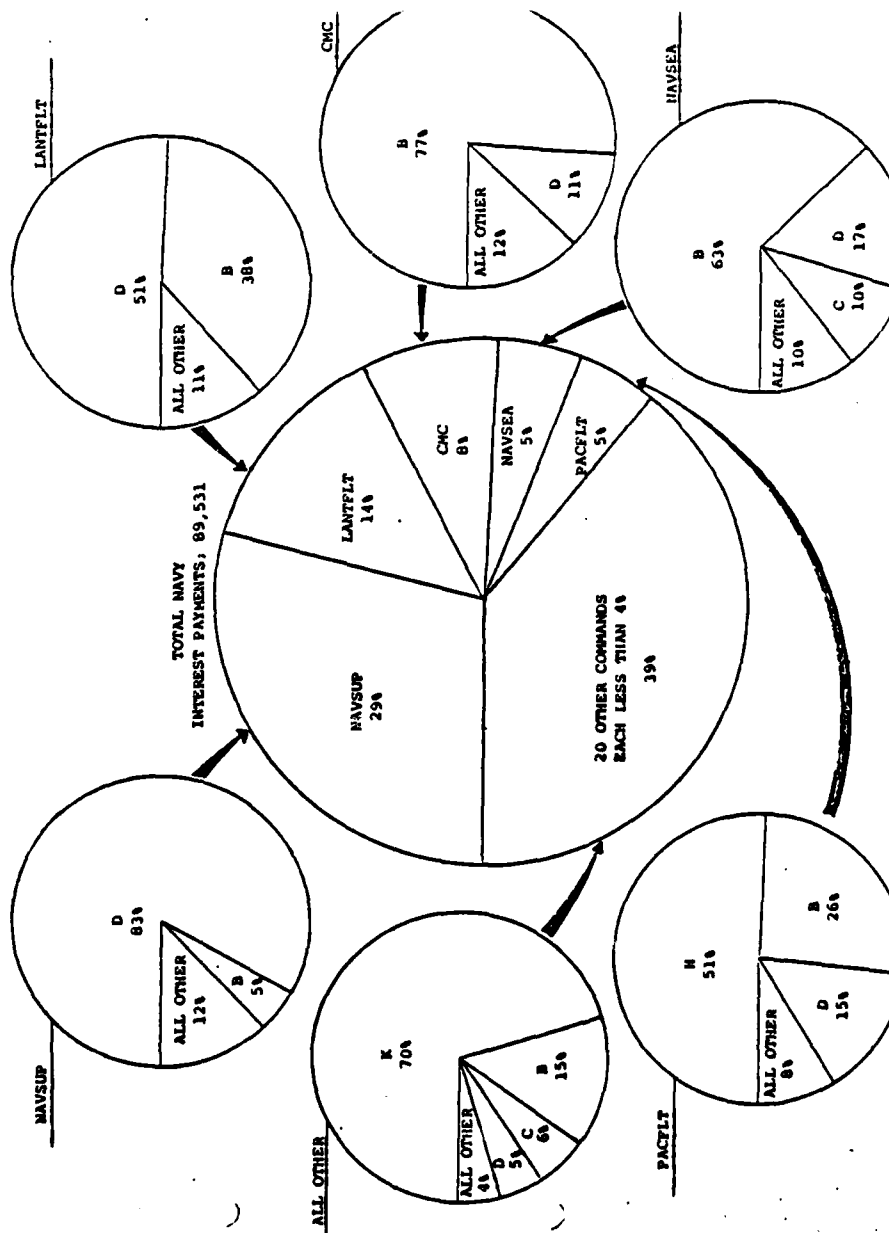 NAVSUP
D
83%
ALL OTHER
12%
B
5%
LANTFLT
D
51%
B
38%
ALL OTHER
11%
TOTAL NAVY
INTEREST PAYMENTS; 89,531
NAVSUP
29%
LANTFLT
14%
CMC
8%
NAVSEA
5%
PACFLT
5%
20 OTHER COMMANDS
EACH LESS THAN 4%
39%
ALL OTHER
K
70%
B
15%
C
6%
D
5%
ALL OTHER
4%
CMC
B
77%
D
11%
ALL OTHER
12%
PACFLT
M
51%
B
26%
D
15%
ALL OTHER
8%
NAVSEA
B
63%
D
17%
C
10%
ALL OTHER
10%